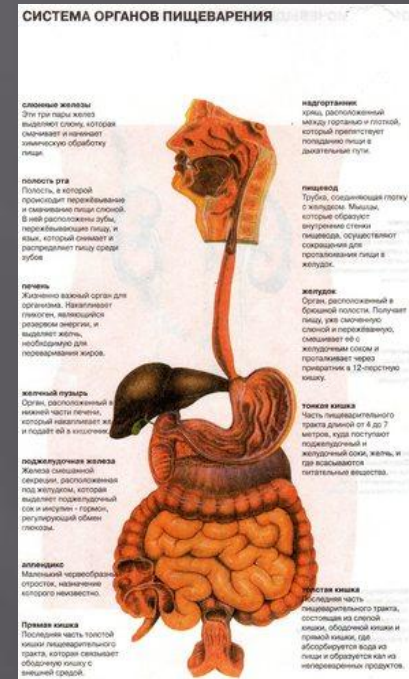 СИСТЕМА ОРГАНОВ ПИЩЕВАРЕНИЯ
слюнные железы
Эти три пары желез
выделяют слюну, которая
смачивает и начинает
химическую обработку
пищи.
полость рта
Полость, в которой
происходит пережёвывание
и смачивание пищи слюной.
В ней расположены зубы,
пережёвывающие пищу, и
язык, который снимает и
распределяет пищу среди
зубов
печень
Жизненно важный орган для
организма. Накапливает
гликоген, являющийся
резервом энергии, и
выделяет желчь,
необходимую для
переваривания жиров.
желчный пузырь
Орган, расположенный в
нижней части печени,
который накапливает
и подаёт её в кишечник
поджелудочная железа
Железа смешанной
секреции, расположенная
под желудком, которая
выделяет поджелудочный
сок и инсулин - гормон,
регулирующий обмен
глюкозы.
аппендикс
Маленький червеобразный
отросток, назначение
которого неизвестно.
Прямая кишка
Последняя часть толстой
кишки пищеварительного
тракта, которая связывает
ободочную кишку с
внешней средой.
надгортанник
хрящ, расположенный
между гортанью и глоткой,
который препятствует
попаданию пищи в
дыхательные пути.
пищевод
Трубка, соединяющая глотку
с желудком. Мышцы,
которые образуют
внутренние стенки
пищевода, осуществляют
сокращения для
проталкивания пищи в
желудок.
желудок
Орган, расположенный в
брюшной полости. Получает
пищу, уже смоченную
слюной и пережёванную,
смешивает её с
желудочным соком и
проталкивает через
привратник в 12-перстную
кишку.
тонкая кишка
Часть пищеварительного
тракта длиной от 4 до 7
метров, куда поступают
поджелудочный и
желудочный соки, желчь, и
где всасываются
питательные вещества.
толстая кишка
Последняя часть
пищеварительного тракта,
состоящая из слепой
кишки, ободочной кишки и
прямой кишки, где
абсорбируется вода из
пищи и образуется кал из
непереваренных продуктов.